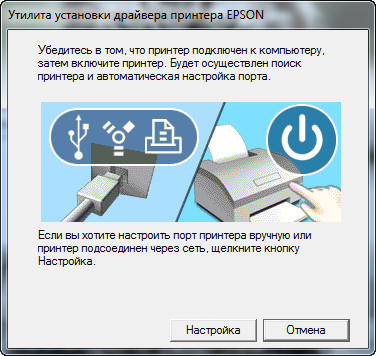 Утилита установки драйвера принтера EPSON
Убедитесь в том, что принтер подключен к компьютеру,
затем включите принтер. Будет осуществлен поиск
принтера и автоматическая настройка порта.
Если вы хотите настроить порт принтера вручную или
принтер подсоединен через сеть, щелкните кнопку
Настройка.
Настройка
Отмена